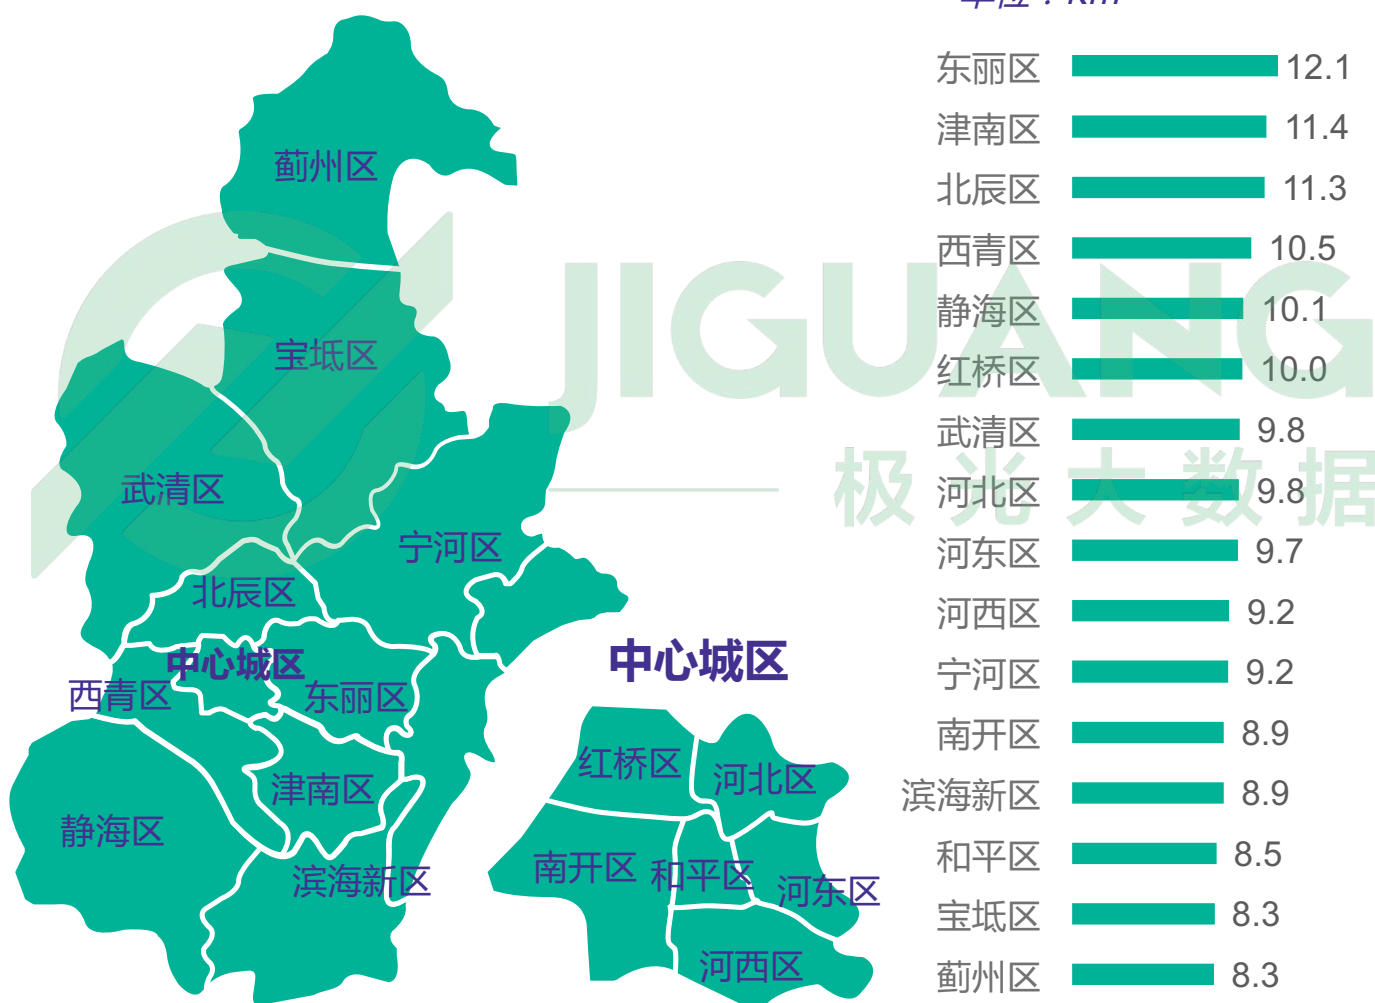 单位：km
东丽区 12.1
津南区 11.4
北辰区 11.3
西青区 10.5
静海区 10.1
红桥区 10.0
武清区 9.8
河北区 9.8
河东区 9.7
河西区 9.2
宁河区 9.2
南开区 8.9
滨海新区 8.9
和平区 8.5
宝坻区 8.3
蓟州区 8.3
蓟州区
宝坻区
武清区
宁河区
北辰区
中心城区
西青区
东丽区
津南区
静海区
滨海新区
中心城区
红桥区
河北区
南开区
和平区
河东区
河西区
JIGUANG
极光大数据